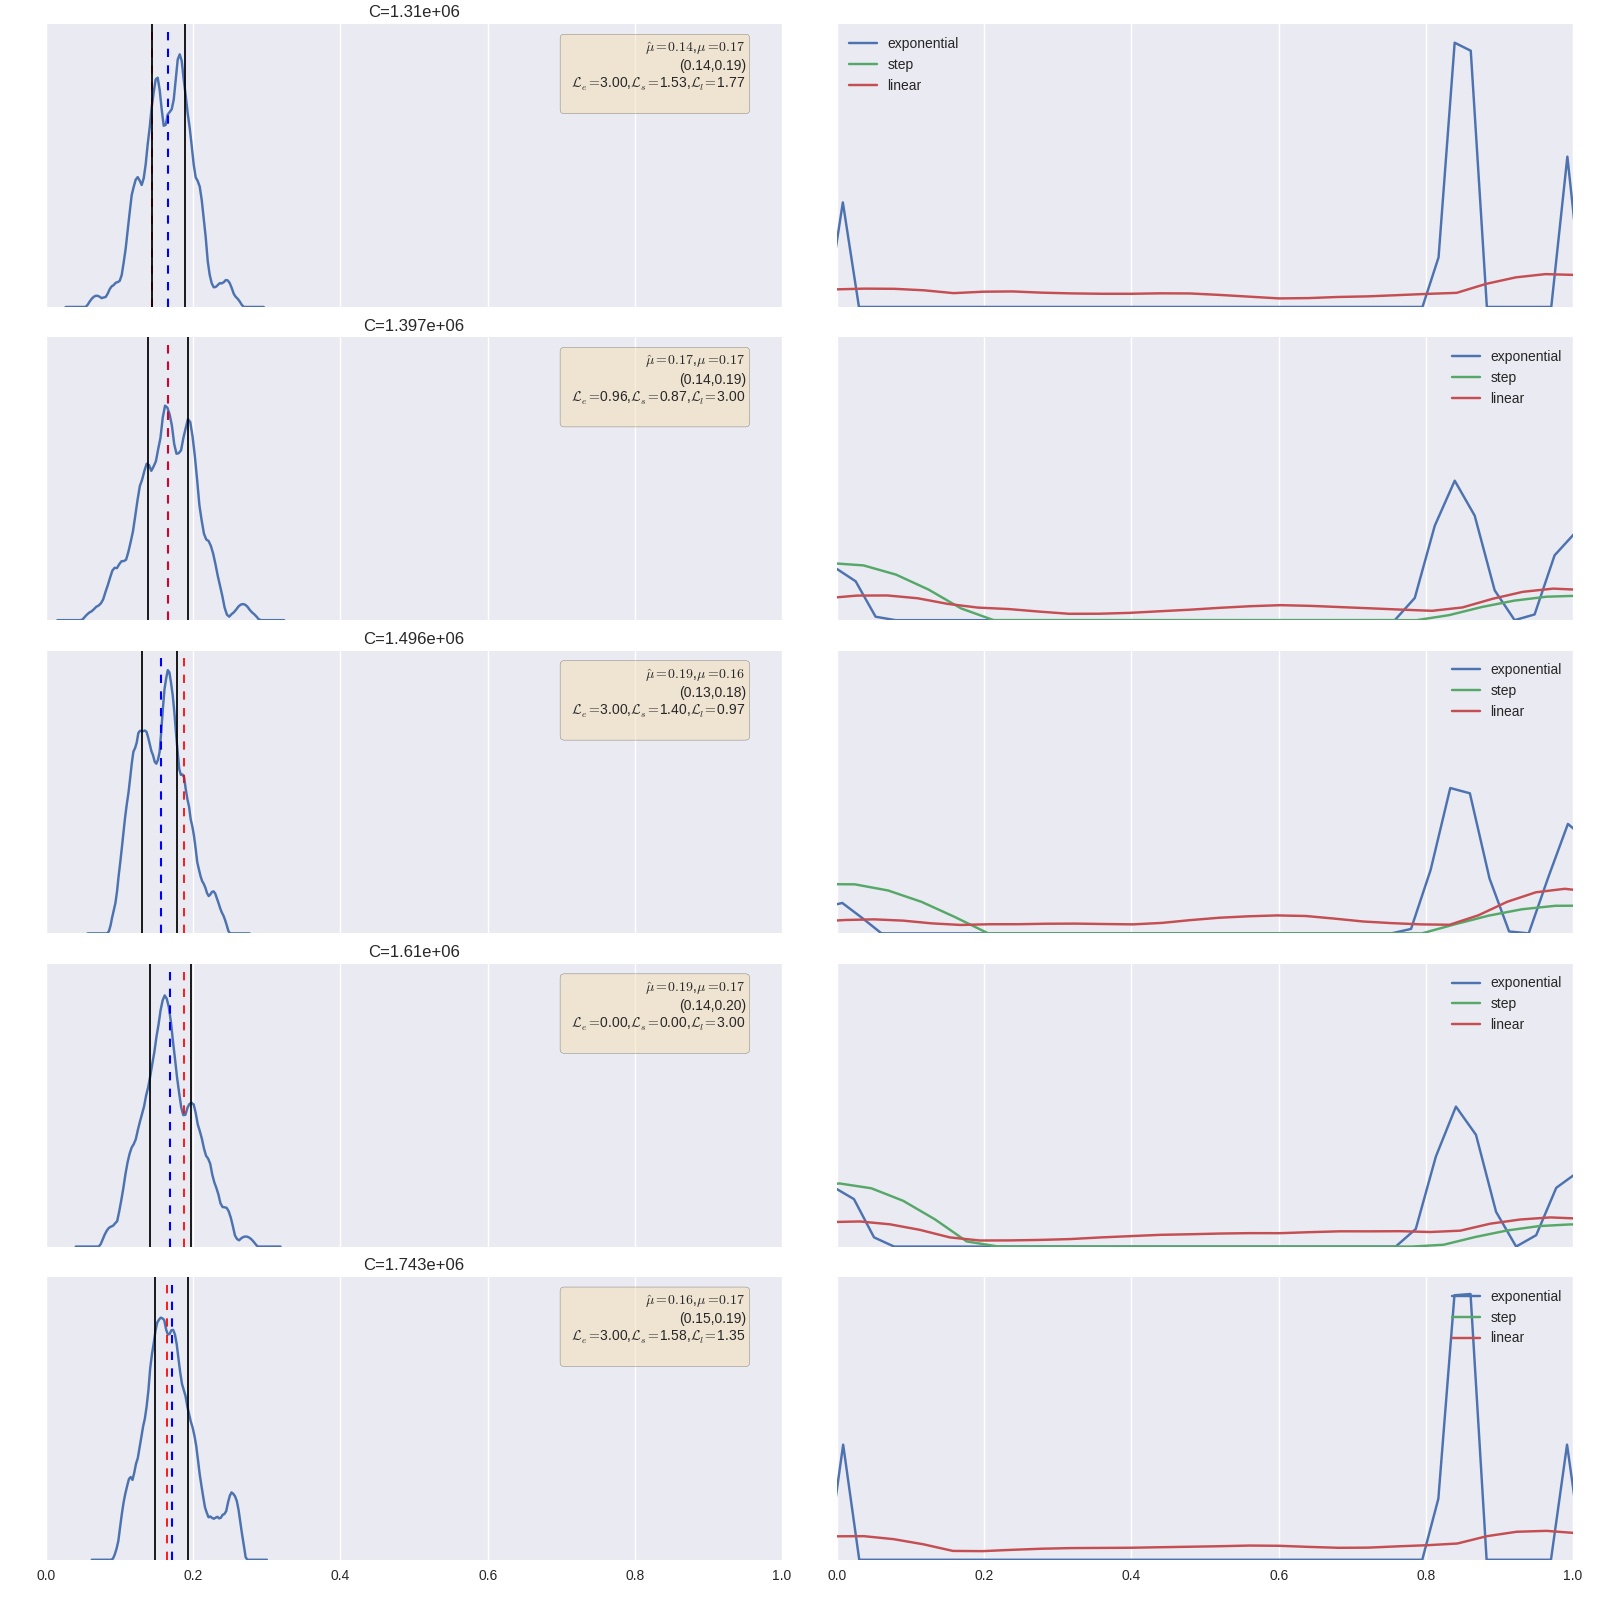 C=1.31e+06
μ̂=0.14,μ=0.17
(0.14,0.19)
ℒₑ=3.00,ℒₛ=1.53,ℒₗ=1.77
exponential
step
linear
C=1.397e+06
μ̂=0.17,μ=0.17
(0.14,0.19)
ℒₑ=0.96,ℒₛ=0.87,ℒₗ=3.00
exponential
step
linear
C=1.496e+06
μ̂=0.19,μ=0.16
(0.13,0.18)
ℒₑ=3.00,ℒₛ=1.40,ℒₗ=0.97
exponential
step
linear
C=1.61e+06
μ̂=0.19,μ=0.17
(0.14,0.20)
ℒₑ=0.00,ℒₛ=0.00,ℒₗ=3.00
exponential
step
linear
C=1.743e+06
μ̂=0.16,μ=0.17
(0.15,0.19)
ℒₑ=3.00,ℒₛ=1.58,ℒₗ=1.35
exponential
step
linear
0.0 0.2 0.4 0.6 0.8 1.0
0.0 0.2 0.4 0.6 0.8 1.0